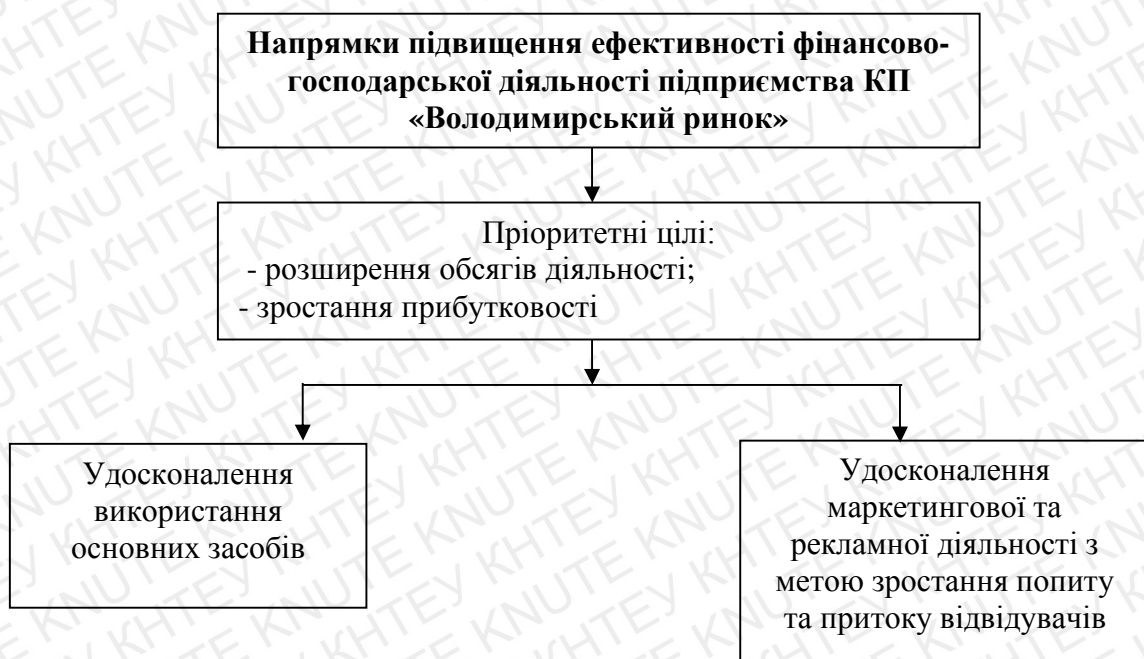 Напрямки підвищення ефективності фінансово-
господарської діяльності підприємства КП
«Володимирський ринок»
Пріоритетні цілі:
- розширення обсягів діяльності;
- зростання прибутковості
Удосконалення
використання
основних засобів
Удосконалення
маркетингової та
рекламної діяльності з
метою зростання попиту
та притоку відвідувачів